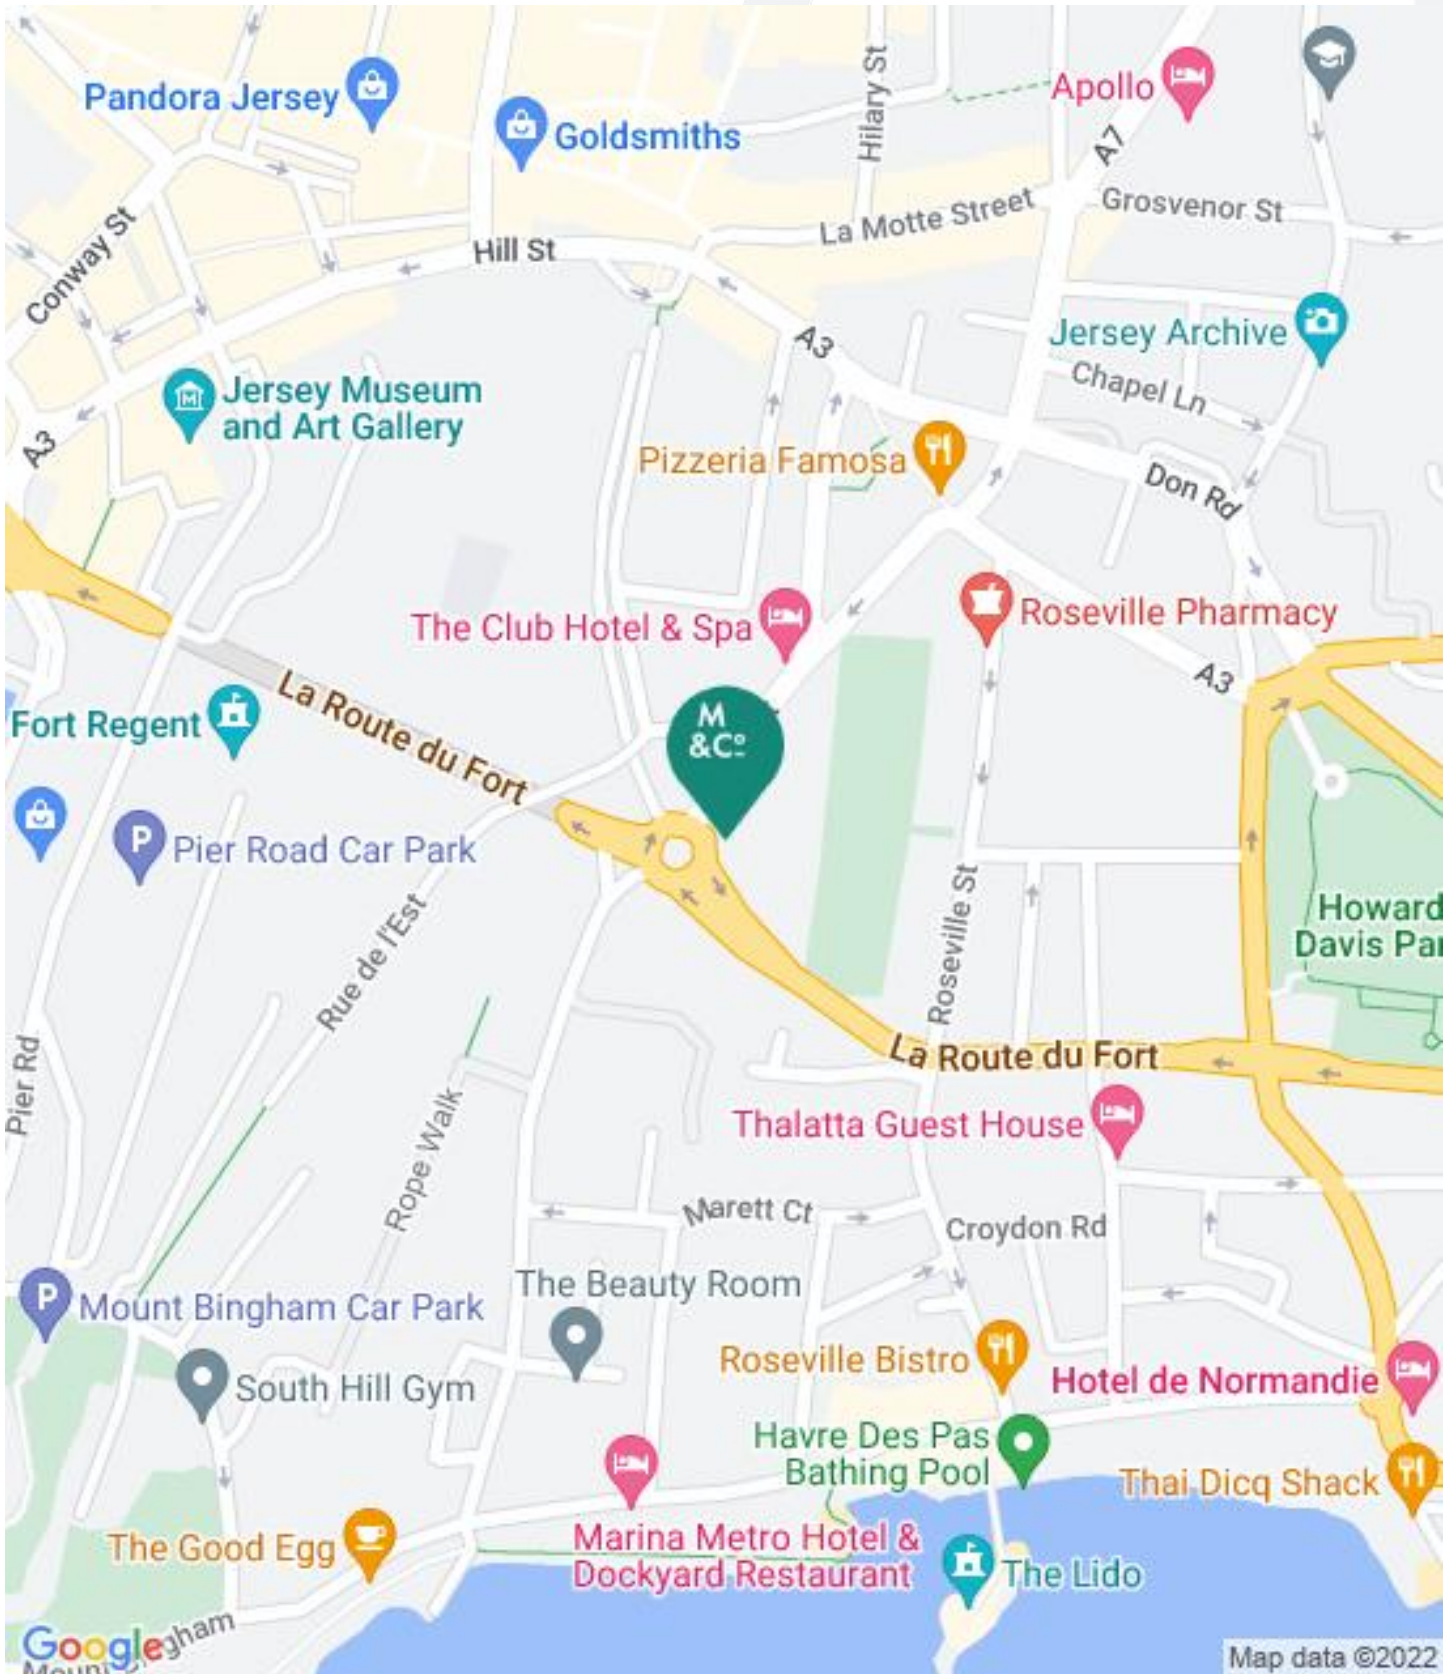 Apollo
Pandora Jersey
Goldsmiths
Hilary St
A7
La Motte Street
Grosvenor St
Conway St
Hill St
A3
Jersey Archive
Chapel Ln
Jersey Museum
and Art Gallery
A3
Pizzeria Famosa
Don Rd
The Club Hotel & Spa
Roseville Pharmacy
A3
La Route du Fort
Fort Regent
M
&Cº
P
Pier Road Car Park
Rue de l'Est
Roseville St
Howard
Davis Par
Pier Rd
La Route du Fort
Rope Walk
Thalatta Guest House
Marett Ct
Croydon Rd
The Beauty Room
P
Mount Bingham Car Park
Roseville Bistro
South Hill Gym
Hotel de Normandie
Havre Des Pas
Bathing Pool
Thai Dicq Shack
The Good Egg
Marina Metro Hotel &
Dockyard Restaurant
The Lido
Mount Bingham
Google
Map data ©2022